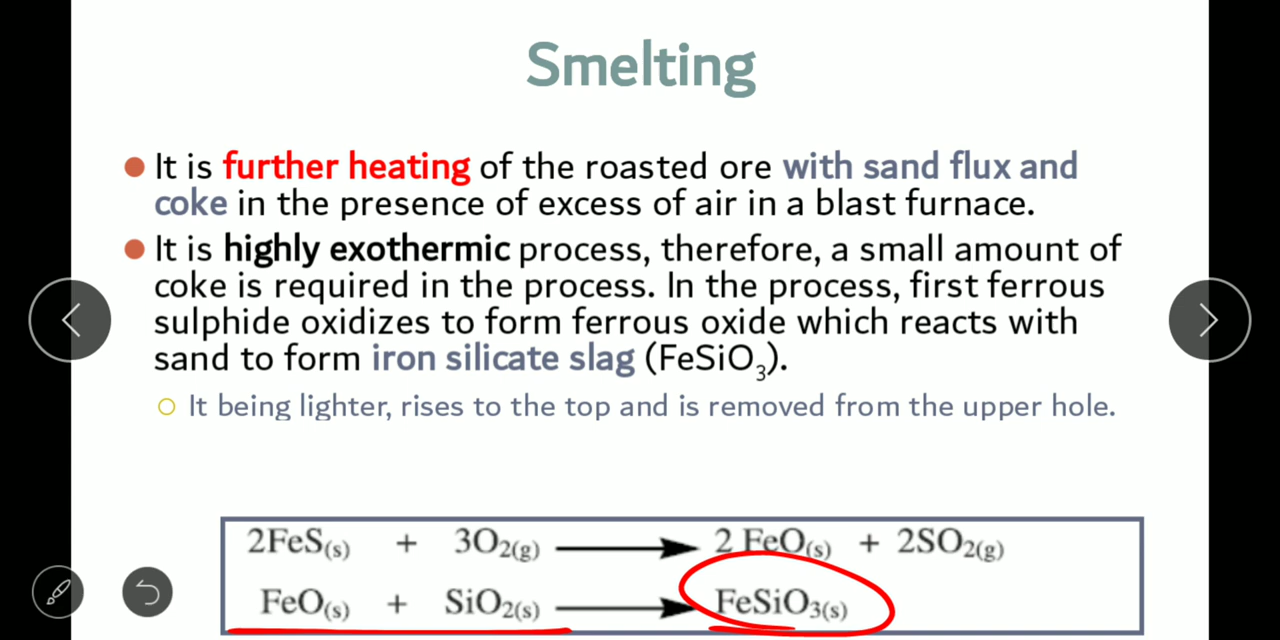 Smelting
It is further heating of the roasted ore with sand flux and
coke in the presence of excess of air in a blast furnace.
It is highly exothermic process, therefore, a small amount of
coke is required in the process. In the process, first ferrous
sulphide oxidizes to form ferrous oxide which reacts with
sand to form iron silicate slag (FeSiO₃).
It being lighter, rises to the top and is removed from the upper hole.
2FeS(s) + 3O₂(g) ⟶ 2 FeO(s) + 2SO₂(g)
FeO(s) + SiO₂(s) ⟶ FeSiO₃(s)